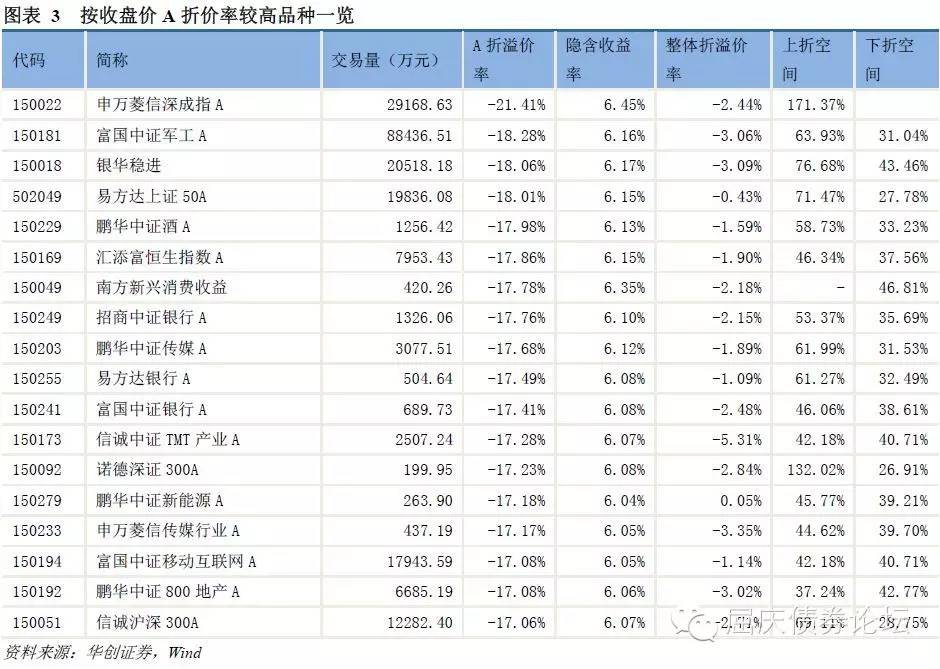 图表 3 按收盘价 A 折价率较高品种一览
代码 简称 交易量（万元） A 折溢价率 隐含收益率 整体折溢价率 上折空间 下折空间
150022 申万菱信深成指 A 29168.63 -21.41% 6.45% -2.44% 171.37%
150181 富国中证军工 A 88436.51 -18.28% 6.16% -3.06% 63.93% 31.04%
150018 银华稳进 20518.18 -18.06% 6.17% -3.09% 76.68% 43.46%
502049 易方达上证 50A 19836.08 -18.01% 6.15% -0.43% 71.47% 27.78%
150229 鹏华中证酒 A 1256.42 -17.98% 6.13% -1.59% 58.73% 33.23%
150169 汇添富恒生指数 A 7953.43 -17.86% 6.15% -1.90% 46.34% 37.56%
150049 南方新兴消费收益 420.26 -17.78% 6.35% -2.18% - 46.81%
150249 招商中证银行 A 1326.06 -17.76% 6.10% -2.15% 53.37% 35.69%
150203 鹏华中证传媒 A 3077.51 -17.68% 6.12% -1.89% 61.99% 31.53%
150255 易方达银行 A 504.64 -17.49% 6.08% -1.09% 61.27% 32.49%
150241 富国中证银行 A 689.73 -17.41% 6.08% -2.48% 46.06% 38.61%
150173 信诚中证 TMT 产业 A 2507.24 -17.28% 6.07% -5.31% 42.18% 40.71%
150092 诺德深证 300A 199.95 -17.23% 6.08% -2.84% 132.02% 26.91%
150279 鹏华中证新能源 A 263.90 -17.18% 6.04% 0.05% 45.77% 39.21%
150233 申万菱信传媒行业 A 437.19 -17.17% 6.05% -3.35% 44.62% 39.70%
150194 富国中证移动互联网 A 17943.59 -17.08% 6.05% -1.14% 42.18% 40.71%
150192 鹏华中证 800 地产 A 6685.19 -17.08% 6.06% -3.02% 37.24% 42.77%
150051 信诚沪深 300A 12282.40 -17.06% 6.07% 28.75%
屈庆债券论坛
资料来源：华创证券，Wind